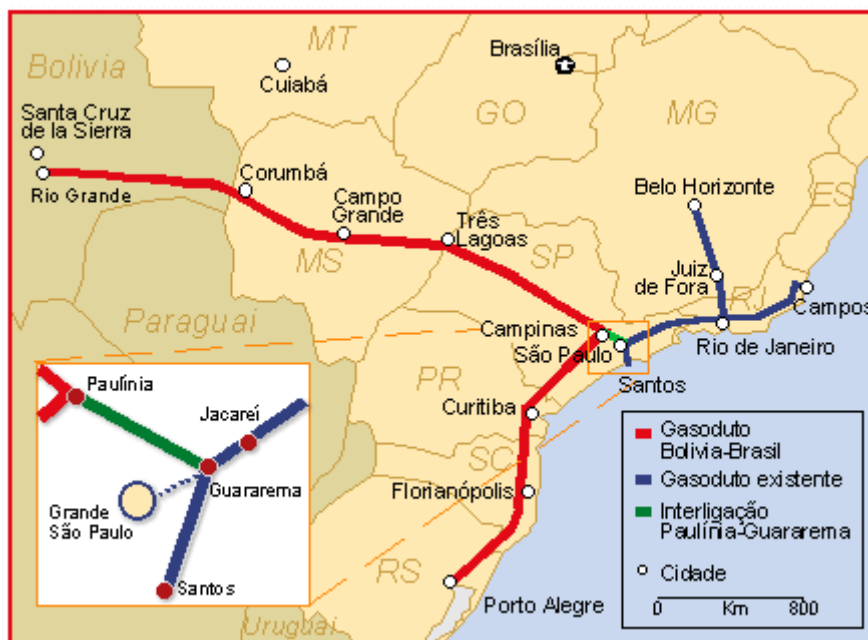 MT
Brasília
Bolivia
Cuiabá
GO
MG
Santa Cruz
de la Sierra
Rio Grande
Corumbá
Campo
Grande
Três
Lagoas
MS
SP
Belo Horizonte
ES
Juiz
de Fora
RJ
Campos
Paraguai
Campinas
São Paulo
Rio de Janeiro
Santos
PR
Curitiba
SC
Florianópolis
RS
Porto Alegre
Uruguai
Paulínia
Jacareí
Guararema
Grande
São Paulo
Santos
Gasoduto
Bolivia-Brasil
Gasoduto existente
Interligação
Paulínia-Guararema
Cidade
0 Km 800